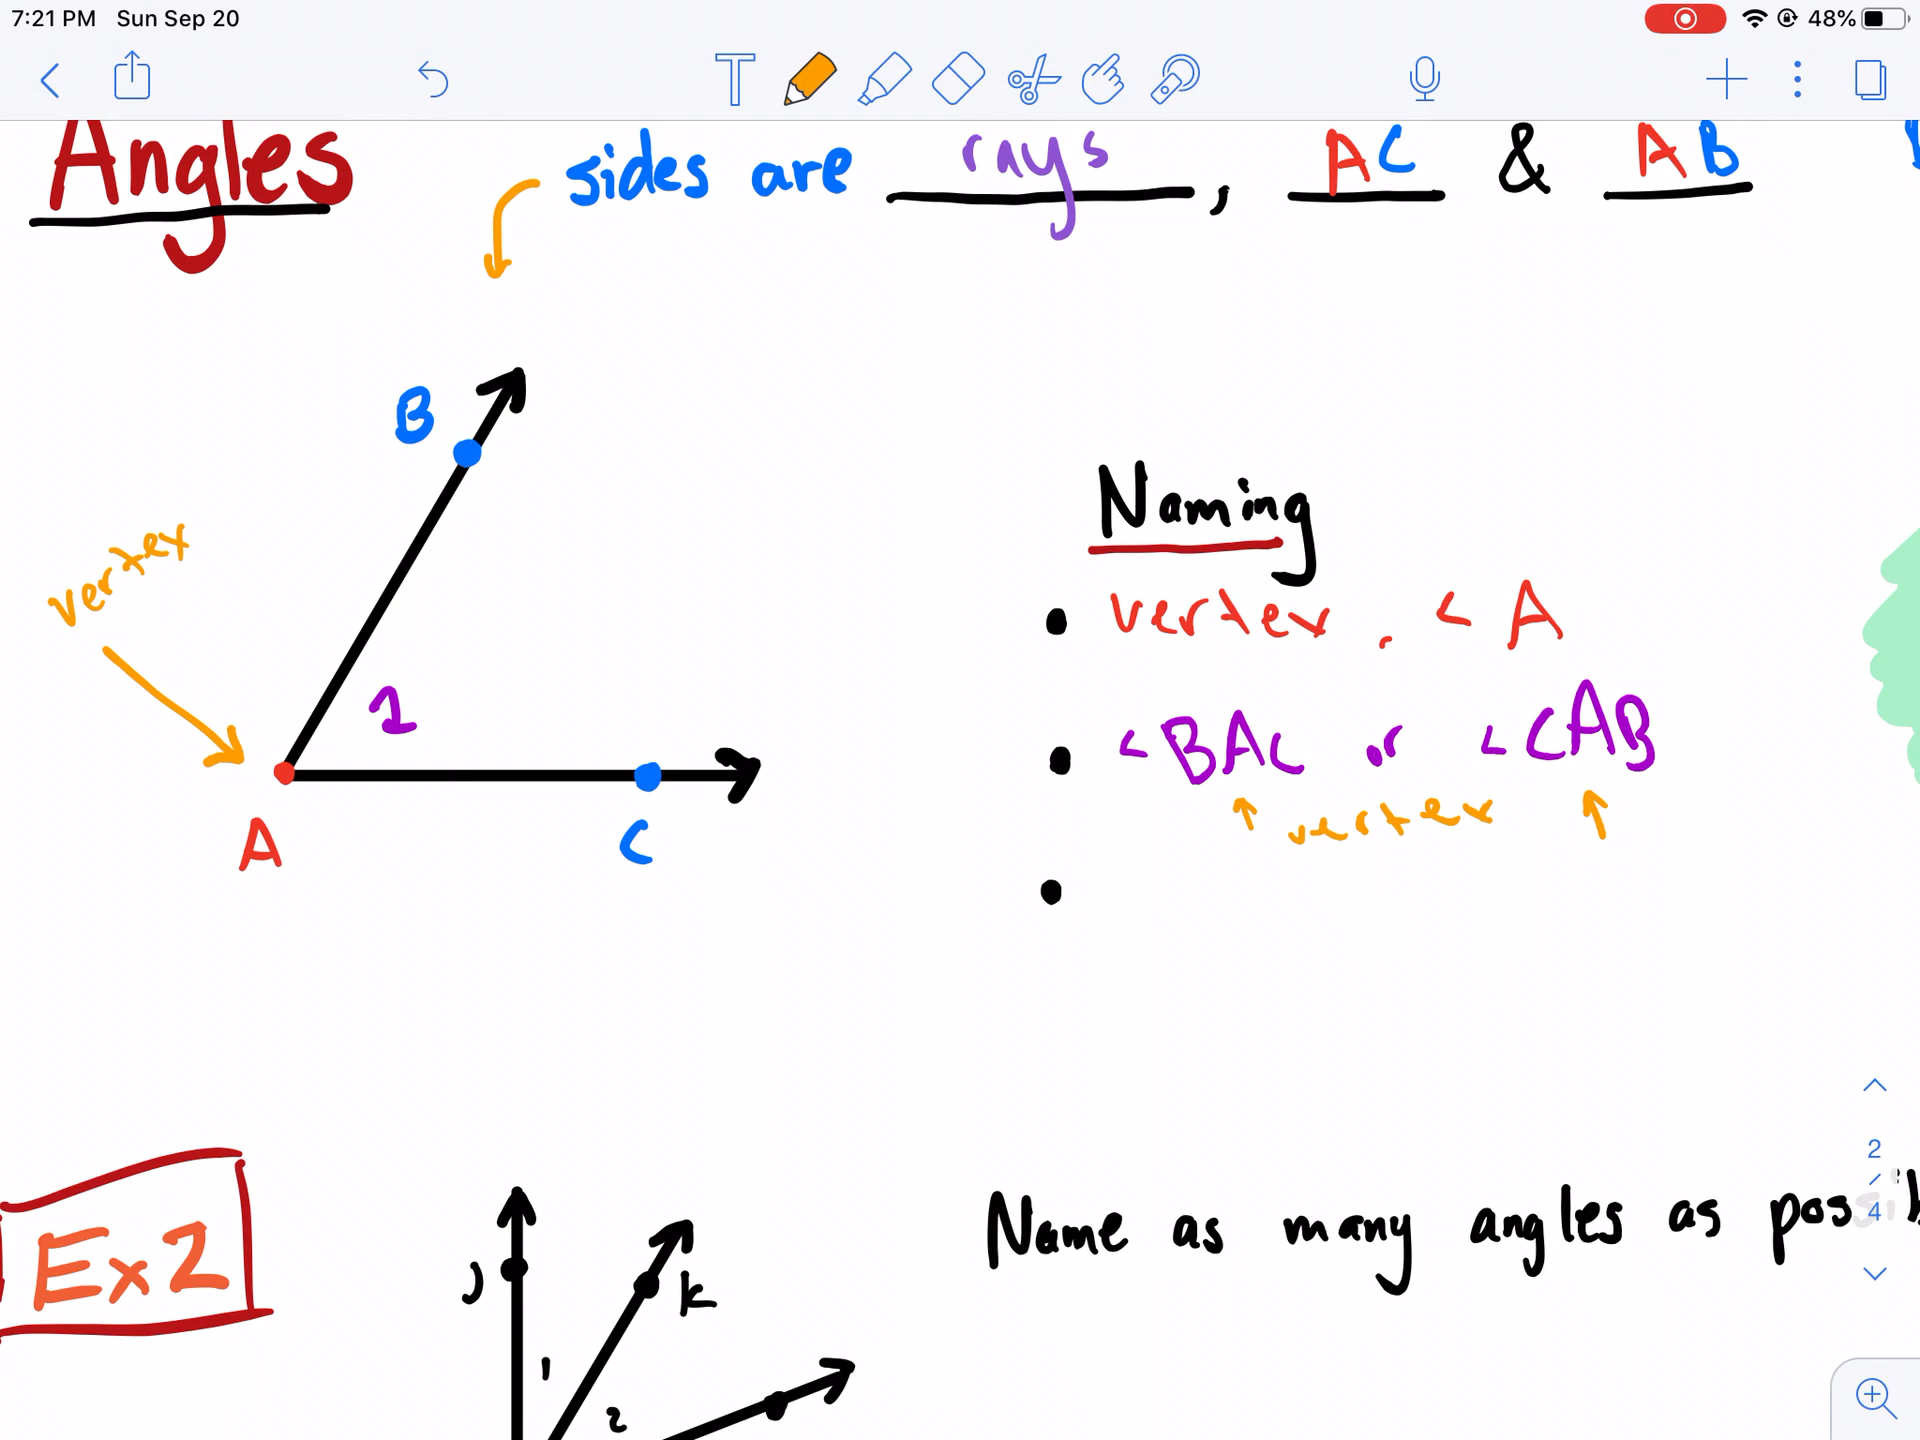 7:21 PM Sun Sep 20
48%
Angles
sides are rays, AC & AB
B
vertex
1
A
C
Naming
• vertex. < A
• <BAC or <CAB
↑ vertex ↑
•
2
/
4
Ex2
J
K
1
2
Name as many angles as